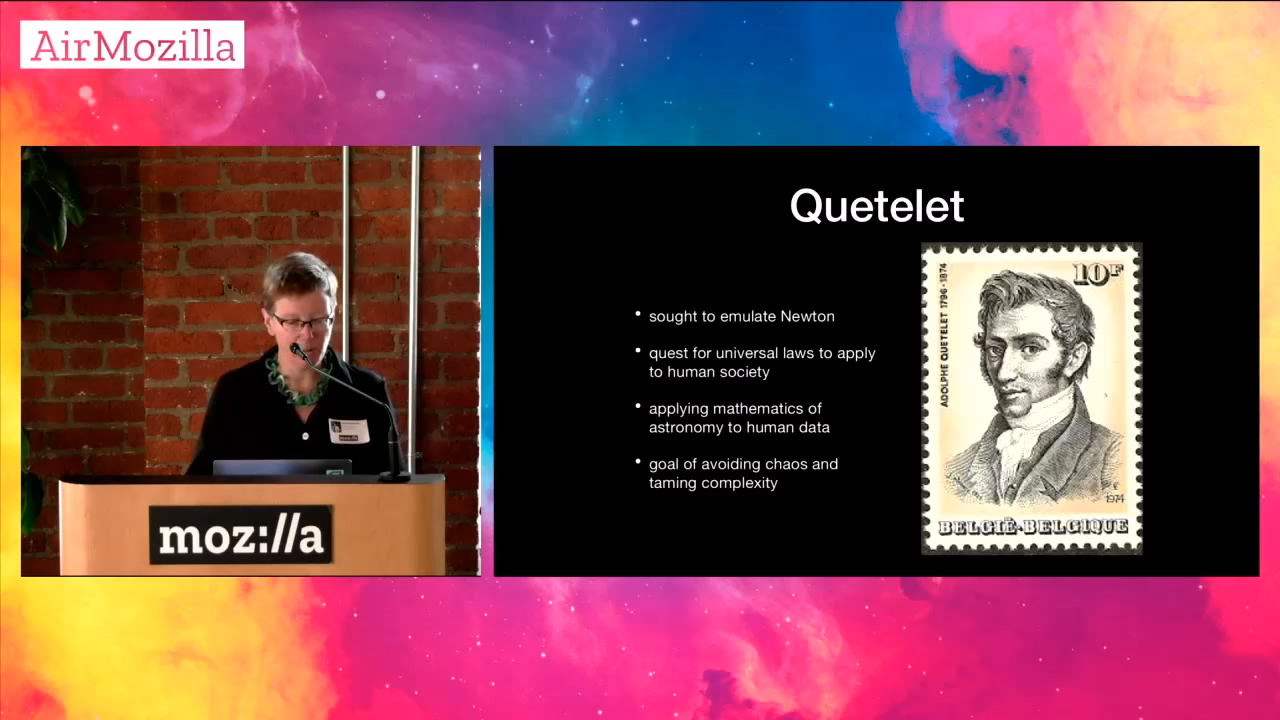 AirMozilla
moz://a
Quetelet
• sought to emulate Newton
• quest for universal laws to apply
to human society
• applying mathematics of
astronomy to human data
• goal of avoiding chaos and
taming complexity
10F
ADOLPHE QUETELET 1796-1874
1974
BELGIË-BELGIQUE